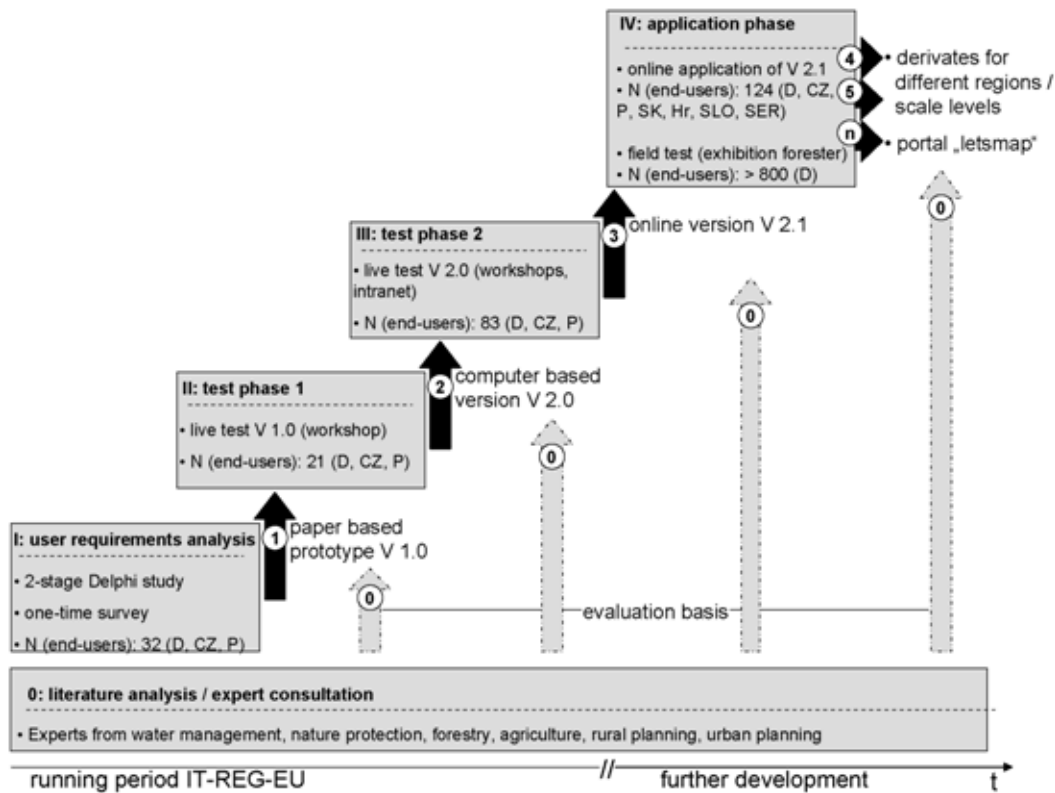 IV: application phase
• online application of V 2.1
• N (end-users): 124 (D, CZ,
P, SK, Hr, SLO, SER)
• field test (exhibition forester)
• N (end-users): > 800 (D)
4
5
n
• derivates for
different regions /
scale levels
• portal „letsmap“
III: test phase 2
• live test V 2.0 (workshops,
intranet)
• N (end-users): 83 (D, CZ, P)
3
online version V 2.1
0
0
II: test phase 1
• live test V 1.0 (workshop)
• N (end-users): 21 (D, CZ, P)
2
computer based
version V 2.0
0
I: user requirements analysis
• 2-stage Delphi study
• one-time survey
• N (end-users): 32 (D, CZ, P)
1
paper based
prototype V 1.0
0
evaluation basis
0: literature analysis / expert consultation
• Experts from water management, nature protection, forestry, agriculture, rural planning, urban planning
running period IT-REG-EU
//
further development
t